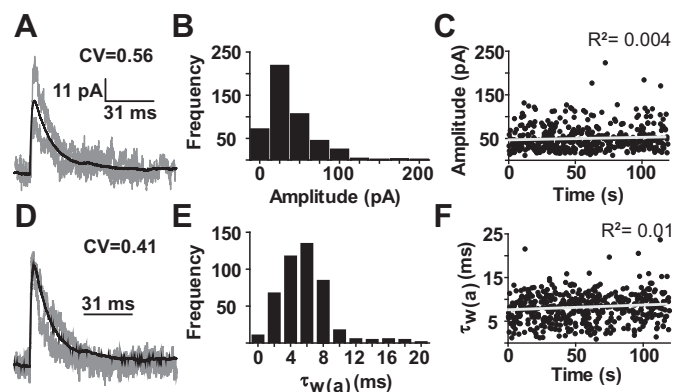 A
CV=0.56
11 pA
31 ms
B
Frequency
250
150
50
0 100 200
Amplitude (pA)
C
R²= 0.004
Amplitude (pA)
250
150
50
0 50 100
Time (s)
D
CV=0.41
31 ms
E
Frequency
150
100
50
0 4 8 12 16 20
τw(a) (ms)
F
R²= 0.01
τw(a) (ms)
25
15
5
0 50 100
Time (s)